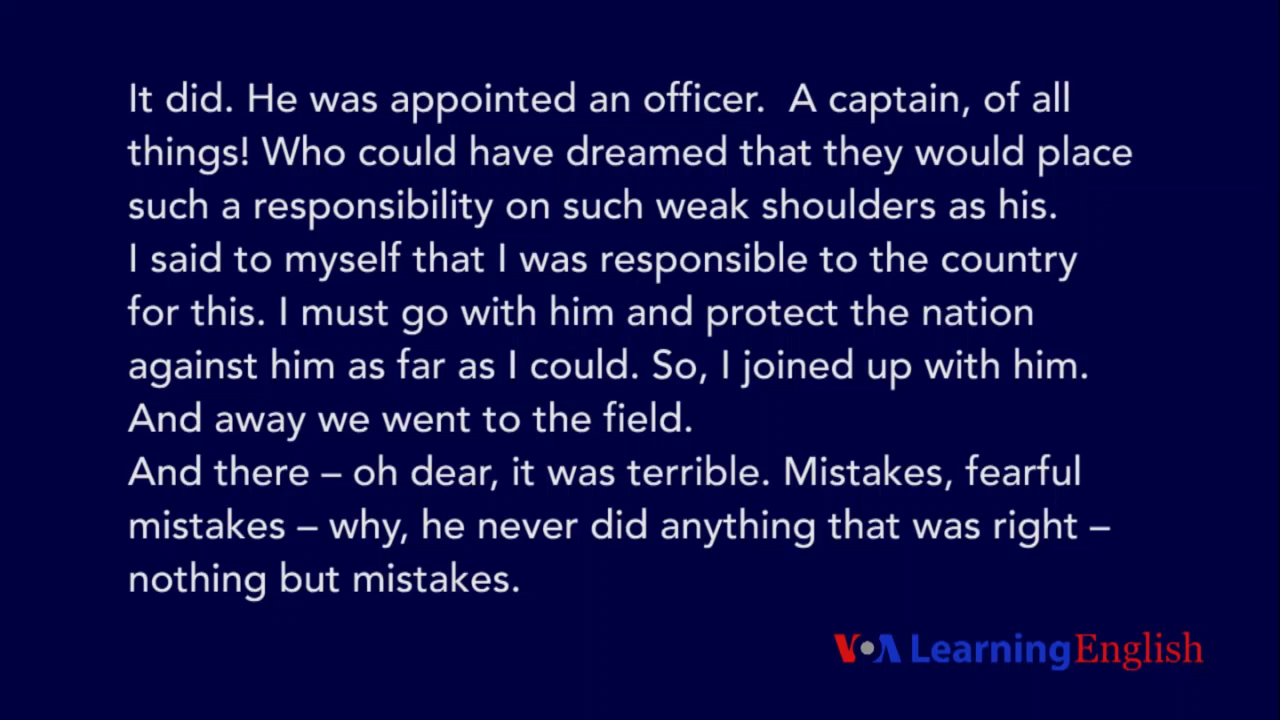 It did. He was appointed an officer.  A captain, of all
things! Who could have dreamed that they would place
such a responsibility on such weak shoulders as his.
I said to myself that I was responsible to the country
for this. I must go with him and protect the nation
against him as far as I could. So, I joined up with him.
And away we went to the field.
And there – oh dear, it was terrible. Mistakes, fearful
mistakes – why, he never did anything that was right –
nothing but mistakes.
VOA Learning English